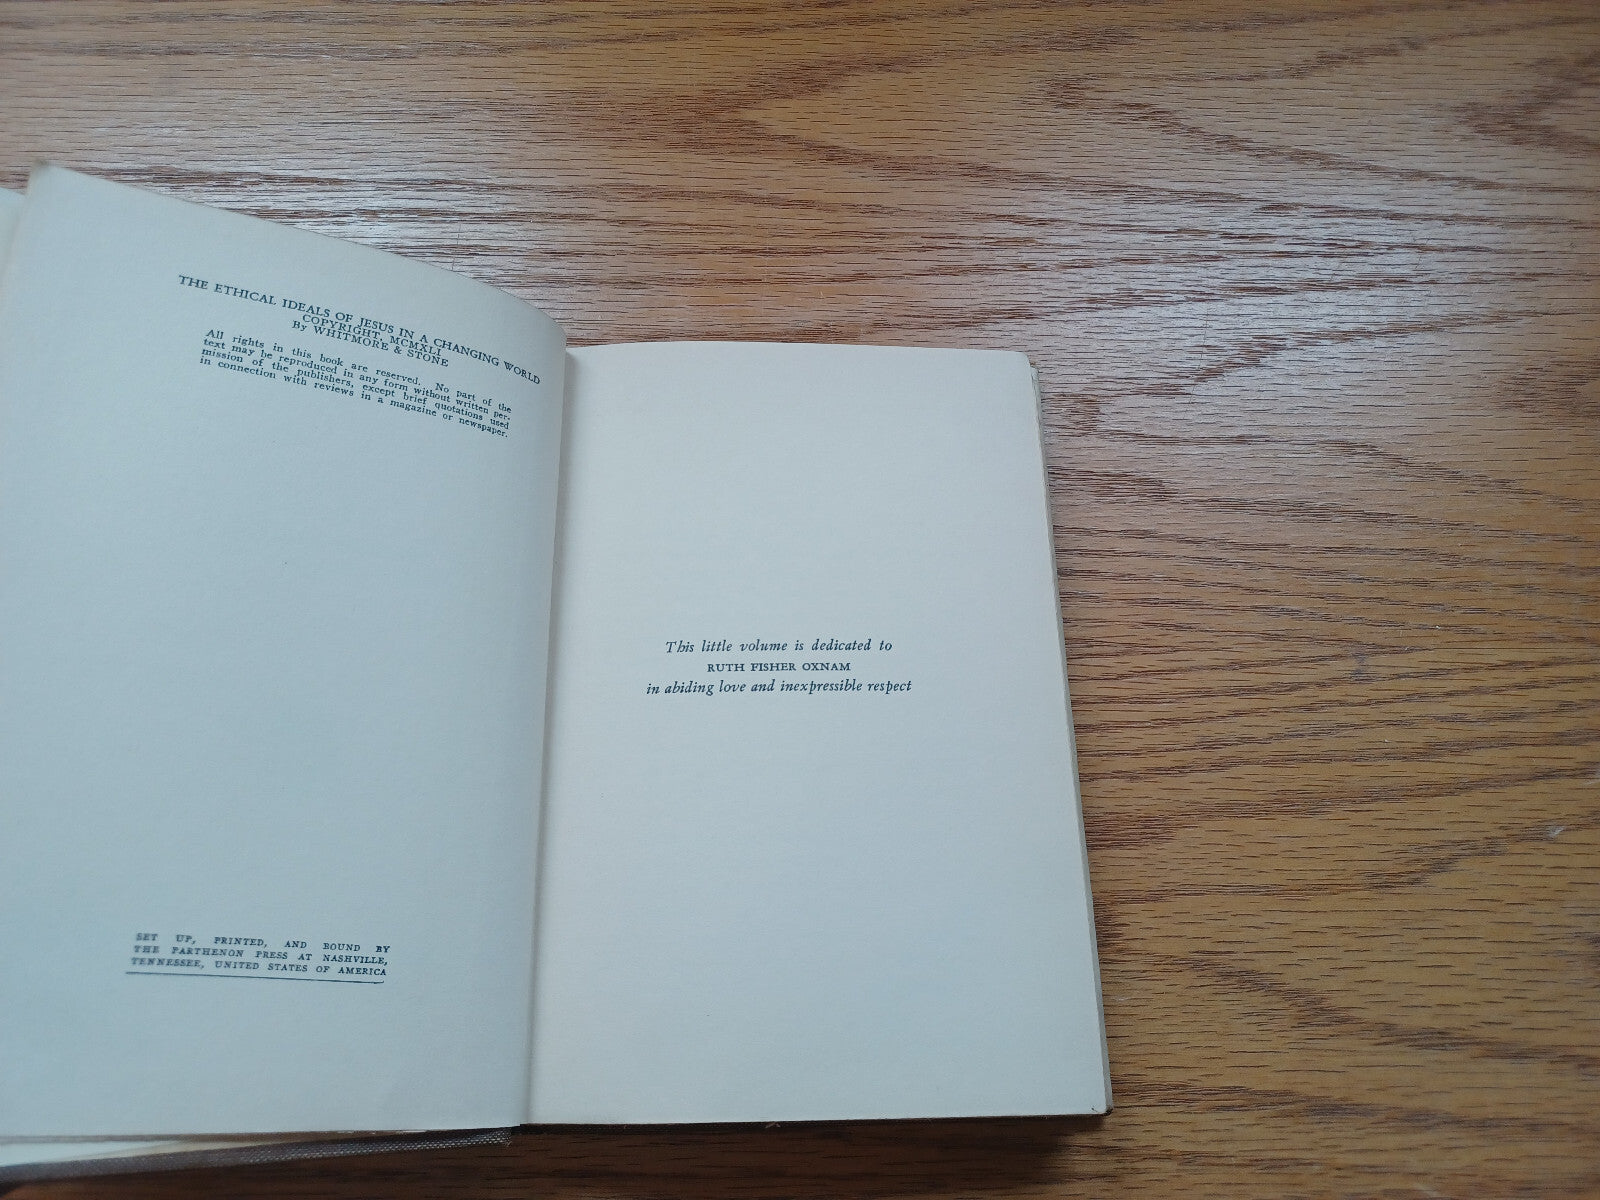 THE ETHICAL IDEALS OF JESUS IN A CHANGING WORLD
COPYRIGHT, MCMXLI
By WHITMORE & STONE
All rights in this book are reserved. No part of the
text may be reproduced in any form without written per-
mission of the publishers, except brief quotations used
in connection with reviews in a magazine or newspaper.
SET UP, PRINTED, AND BOUND BY
THE PARTHENON PRESS AT NASHVILLE,
TENNESSEE, UNITED STATES OF AMERICA
This little volume is dedicated to
RUTH FISHER OXNAM
in abiding love and inexpressible respect